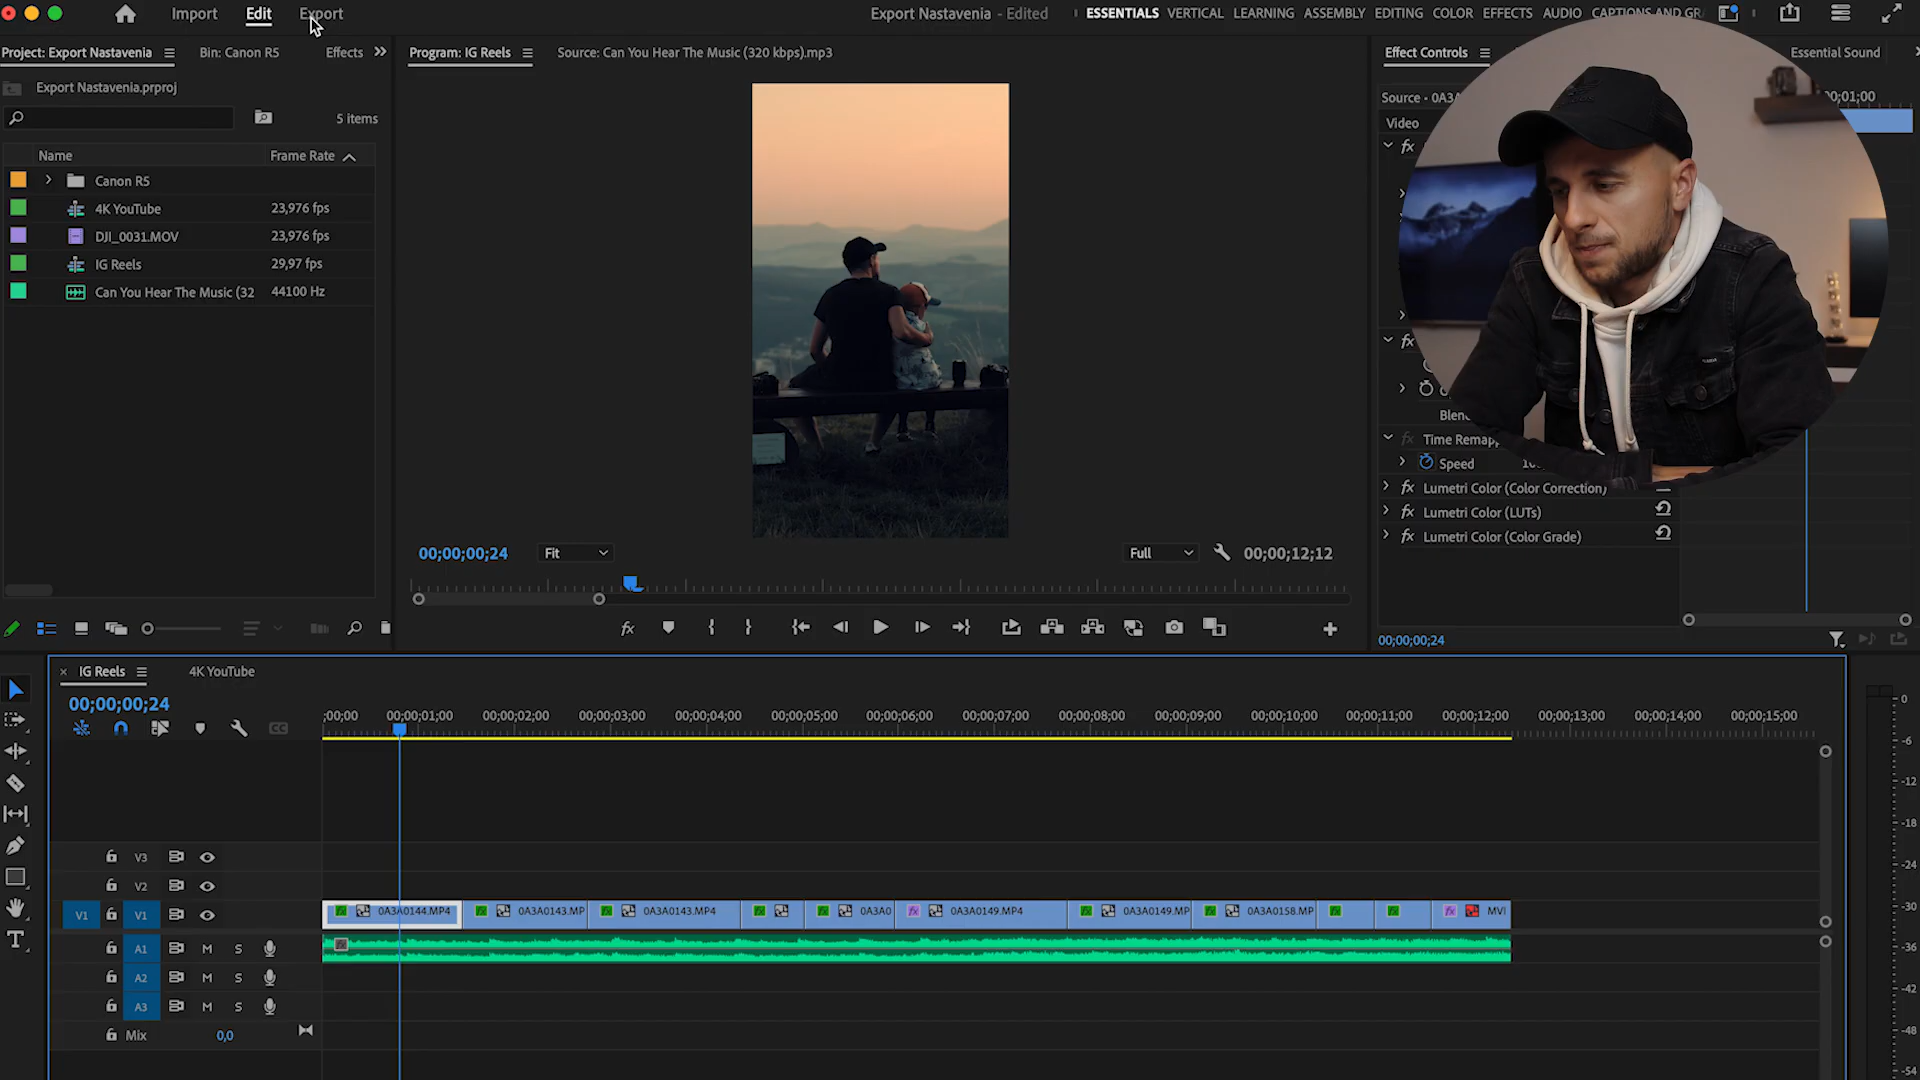 Import Edit Export Export Nastavenia - Edited ESSENTIALS VERTICAL LEARNING ASSEMBLY EDITING COLOR EFFECTS AUDIO CAPTIONS AND GR
Project: Export Nastavenia Bin: Canon R5 Effects Program: IG Reels Source: Can You Hear The Music (320 kbps).mp3 Effect Controls Essential Sound
Export Nastavenia.prproj
5 items
Name Frame Rate
Canon R5
4K YouTube 23,976 fps
DJI_0031.MOV 23,976 fps
IG Reels 29,97 fps
Can You Hear The Music (32 44100 Hz
Source • 0A3A ;00;01;00
Video
fx
fx
Time Remap
Speed
fx Lumetri Color (Color Correction)
fx Lumetri Color (LUTs)
fx Lumetri Color (Color Grade)
00;00;00;24 Fit Full 00;00;12;12
fx
00;00;00;24
IG Reels 4K YouTube
00;00;00;24
CC
;00;00 00;00;01;00 00;00;02;00 00;00;03;00 00;00;04;00 00;00;05;00 00;00;06;00 00;00;07;00 00;00;08;00 00;00;09;00 00;00;10;00 00;00;11;00 00;00;12;00 00;00;13;00 00;00;14;00 00;00;15;00
V3
V2
V1 V1 0A3A0144.MP4 0A3A0143.MP 0A3A0143.MP4 0A3A0 0A3A0149.MP4 0A3A0149.MP 0A3A0158.MP MVI
A1 M S
A2 M S
A3 M S
Mix 0,0
0
-6
-12
-18
-24
-30
-36
-42
-48
-54